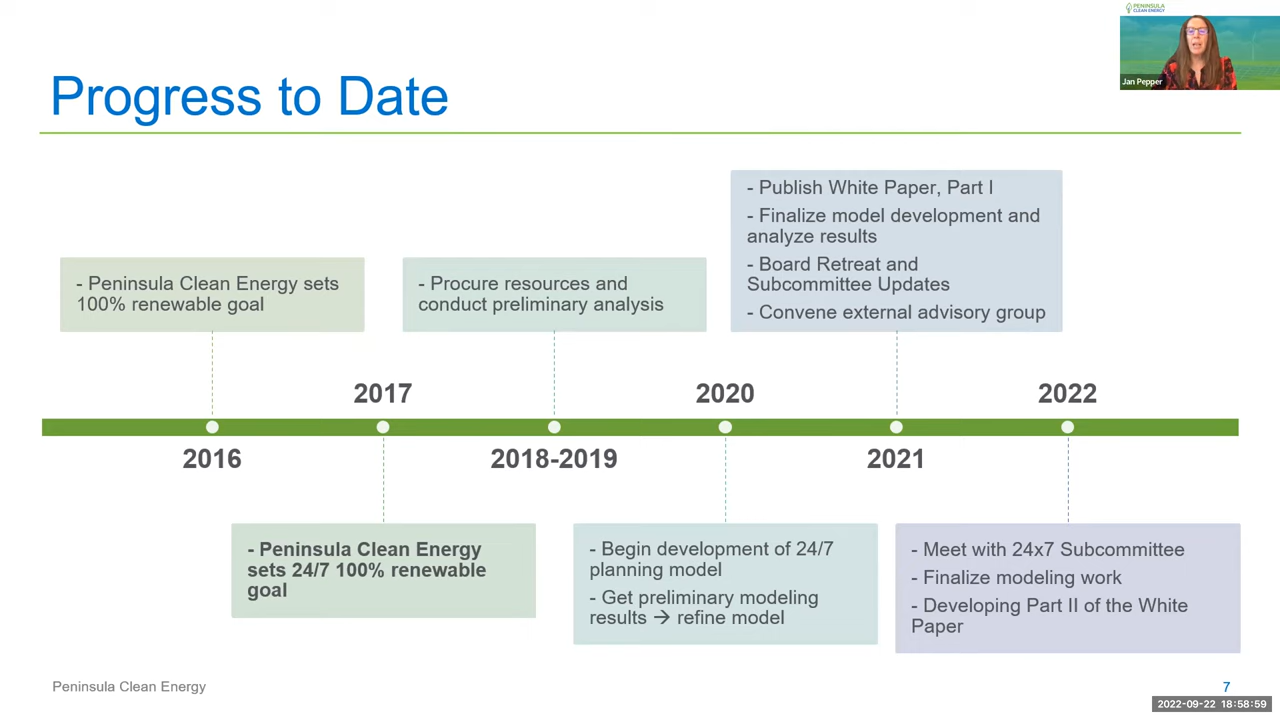 PENINSULA
CLEAN ENERGY
Jan Pepper
Progress to Date
- Publish White Paper, Part I
- Finalize model development and
analyze results
- Board Retreat and
Subcommittee Updates
- Convene external advisory group
- Peninsula Clean Energy sets
100% renewable goal
- Procure resources and
conduct preliminary analysis
2017
2020
2022
2016
2018-2019
2021
- Peninsula Clean Energy
sets 24/7 100% renewable
goal
- Begin development of 24/7
planning model
- Get preliminary modeling
results → refine model
- Meet with 24x7 Subcommittee
- Finalize modeling work
- Developing Part II of the White
Paper
Peninsula Clean Energy
7
2022-09-22 18:58:59